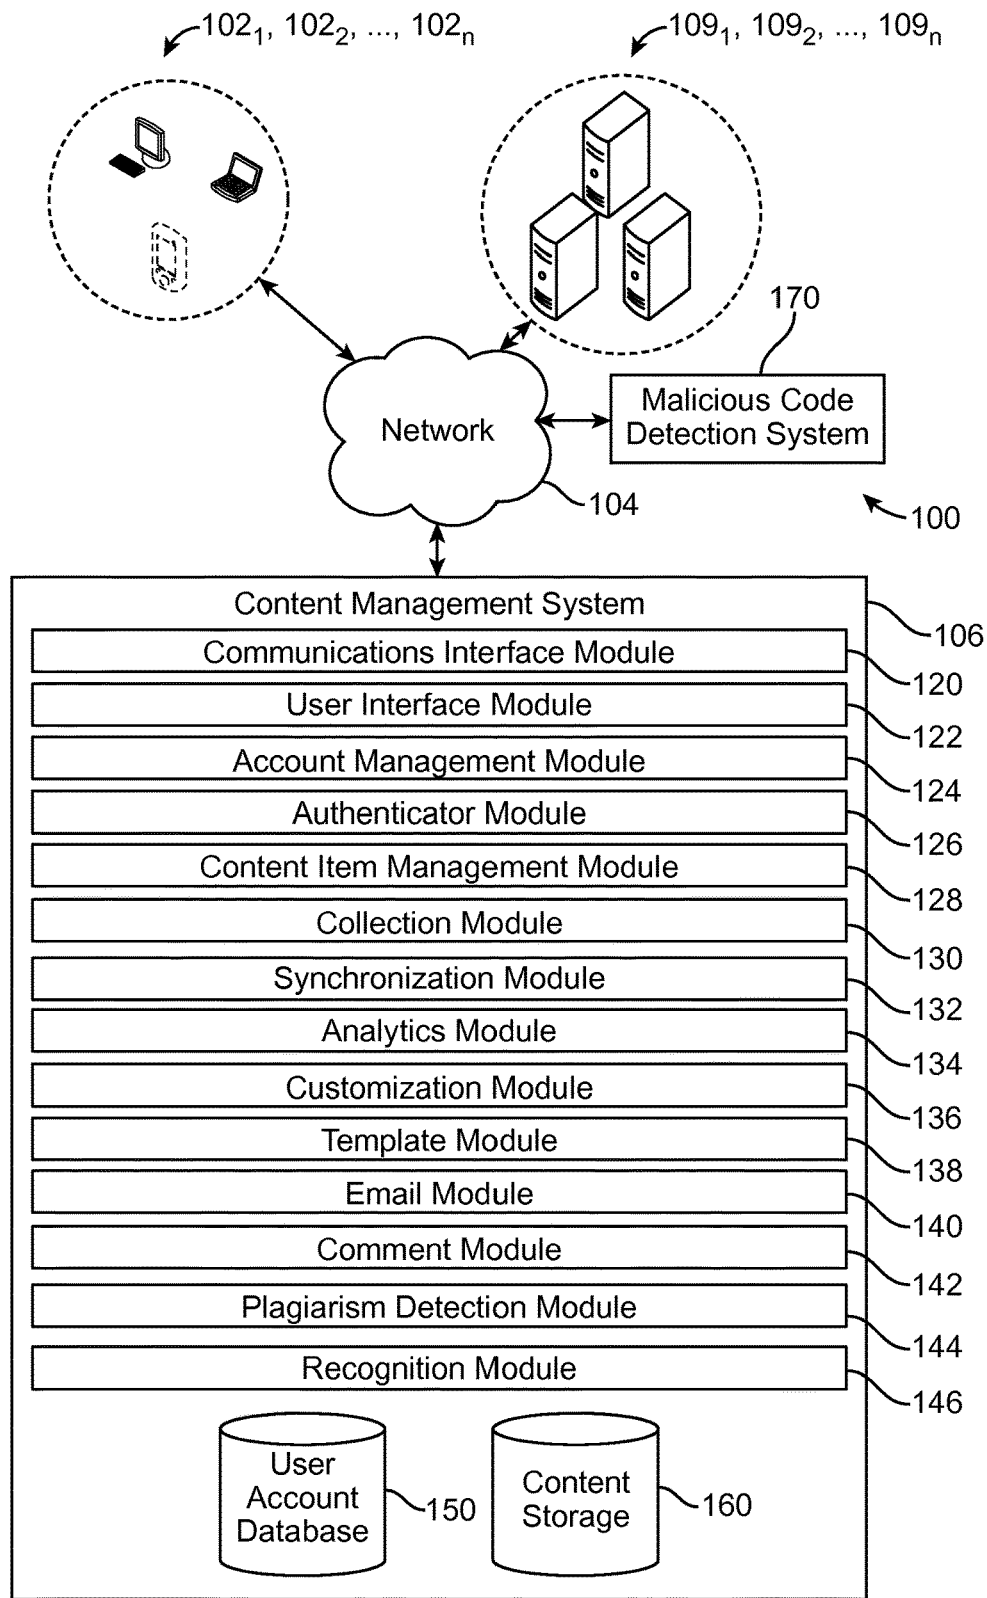 102₁, 102₂, ..., 102ₙ
109₁, 109₂, ..., 109ₙ
170
Malicious Code
Detection System
Network
104
100
Content Management System
106
Communications Interface Module
120
User Interface Module
122
Account Management Module
124
Authenticator Module
126
Content Item Management Module
128
Collection Module
130
Synchronization Module
132
Analytics Module
134
Customization Module
136
Template Module
138
Email Module
140
Comment Module
142
Plagiarism Detection Module
144
Recognition Module
146
User
Account
Database
150
Content
Storage
160